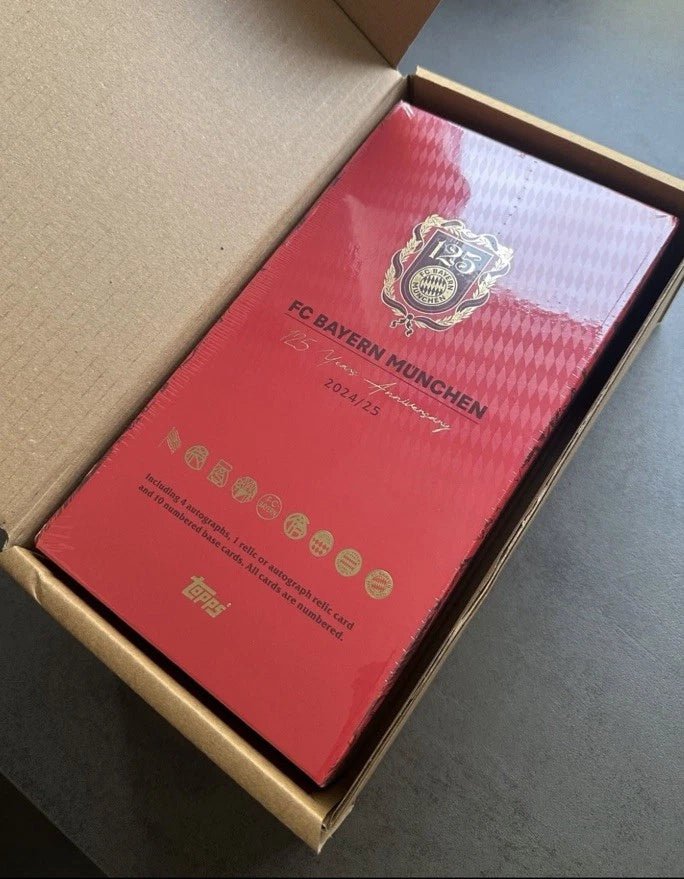 125
FC BAYERN
MÜNCHEN
FC BAYERN MÜNCHEN
125 Years Anniversary
2024/25
Including 4 autographs, 1 relic or autograph relic card
and 10 numbered base cards. All cards are numbered.
topps